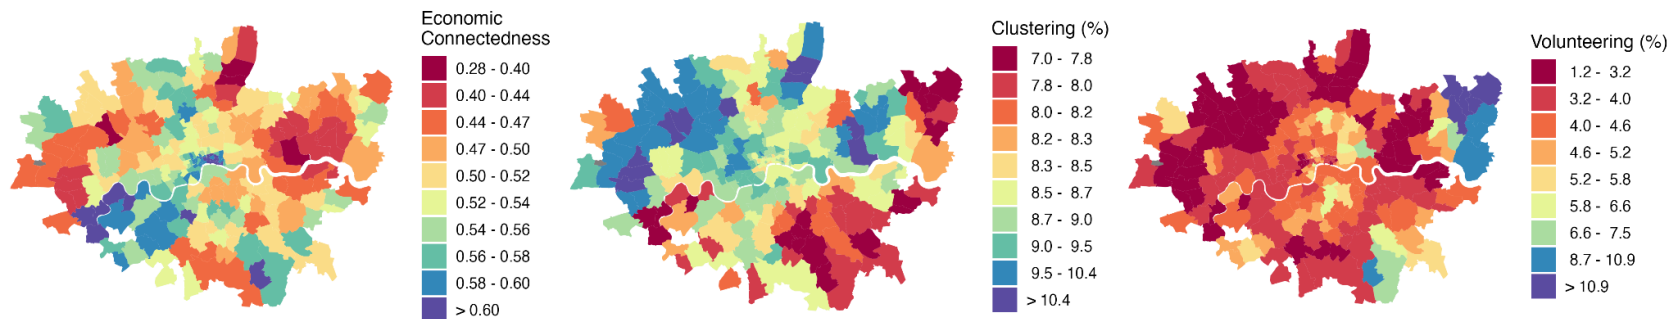 Economic
Connectedness
0.28 - 0.40
0.40 - 0.44
0.44 - 0.47
0.47 - 0.50
0.50 - 0.52
0.52 - 0.54
0.54 - 0.56
0.56 - 0.58
0.58 - 0.60
> 0.60
Clustering (%)
7.0 - 7.8
7.8 - 8.0
8.0 - 8.2
8.2 - 8.3
8.3 - 8.5
8.5 - 8.7
8.7 - 9.0
9.0 - 9.5
9.5 - 10.4
> 10.4
Volunteering (%)
1.2 - 3.2
3.2 - 4.0
4.0 - 4.6
4.6 - 5.2
5.2 - 5.8
5.8 - 6.6
6.6 - 7.5
8.7 - 10.9
> 10.9